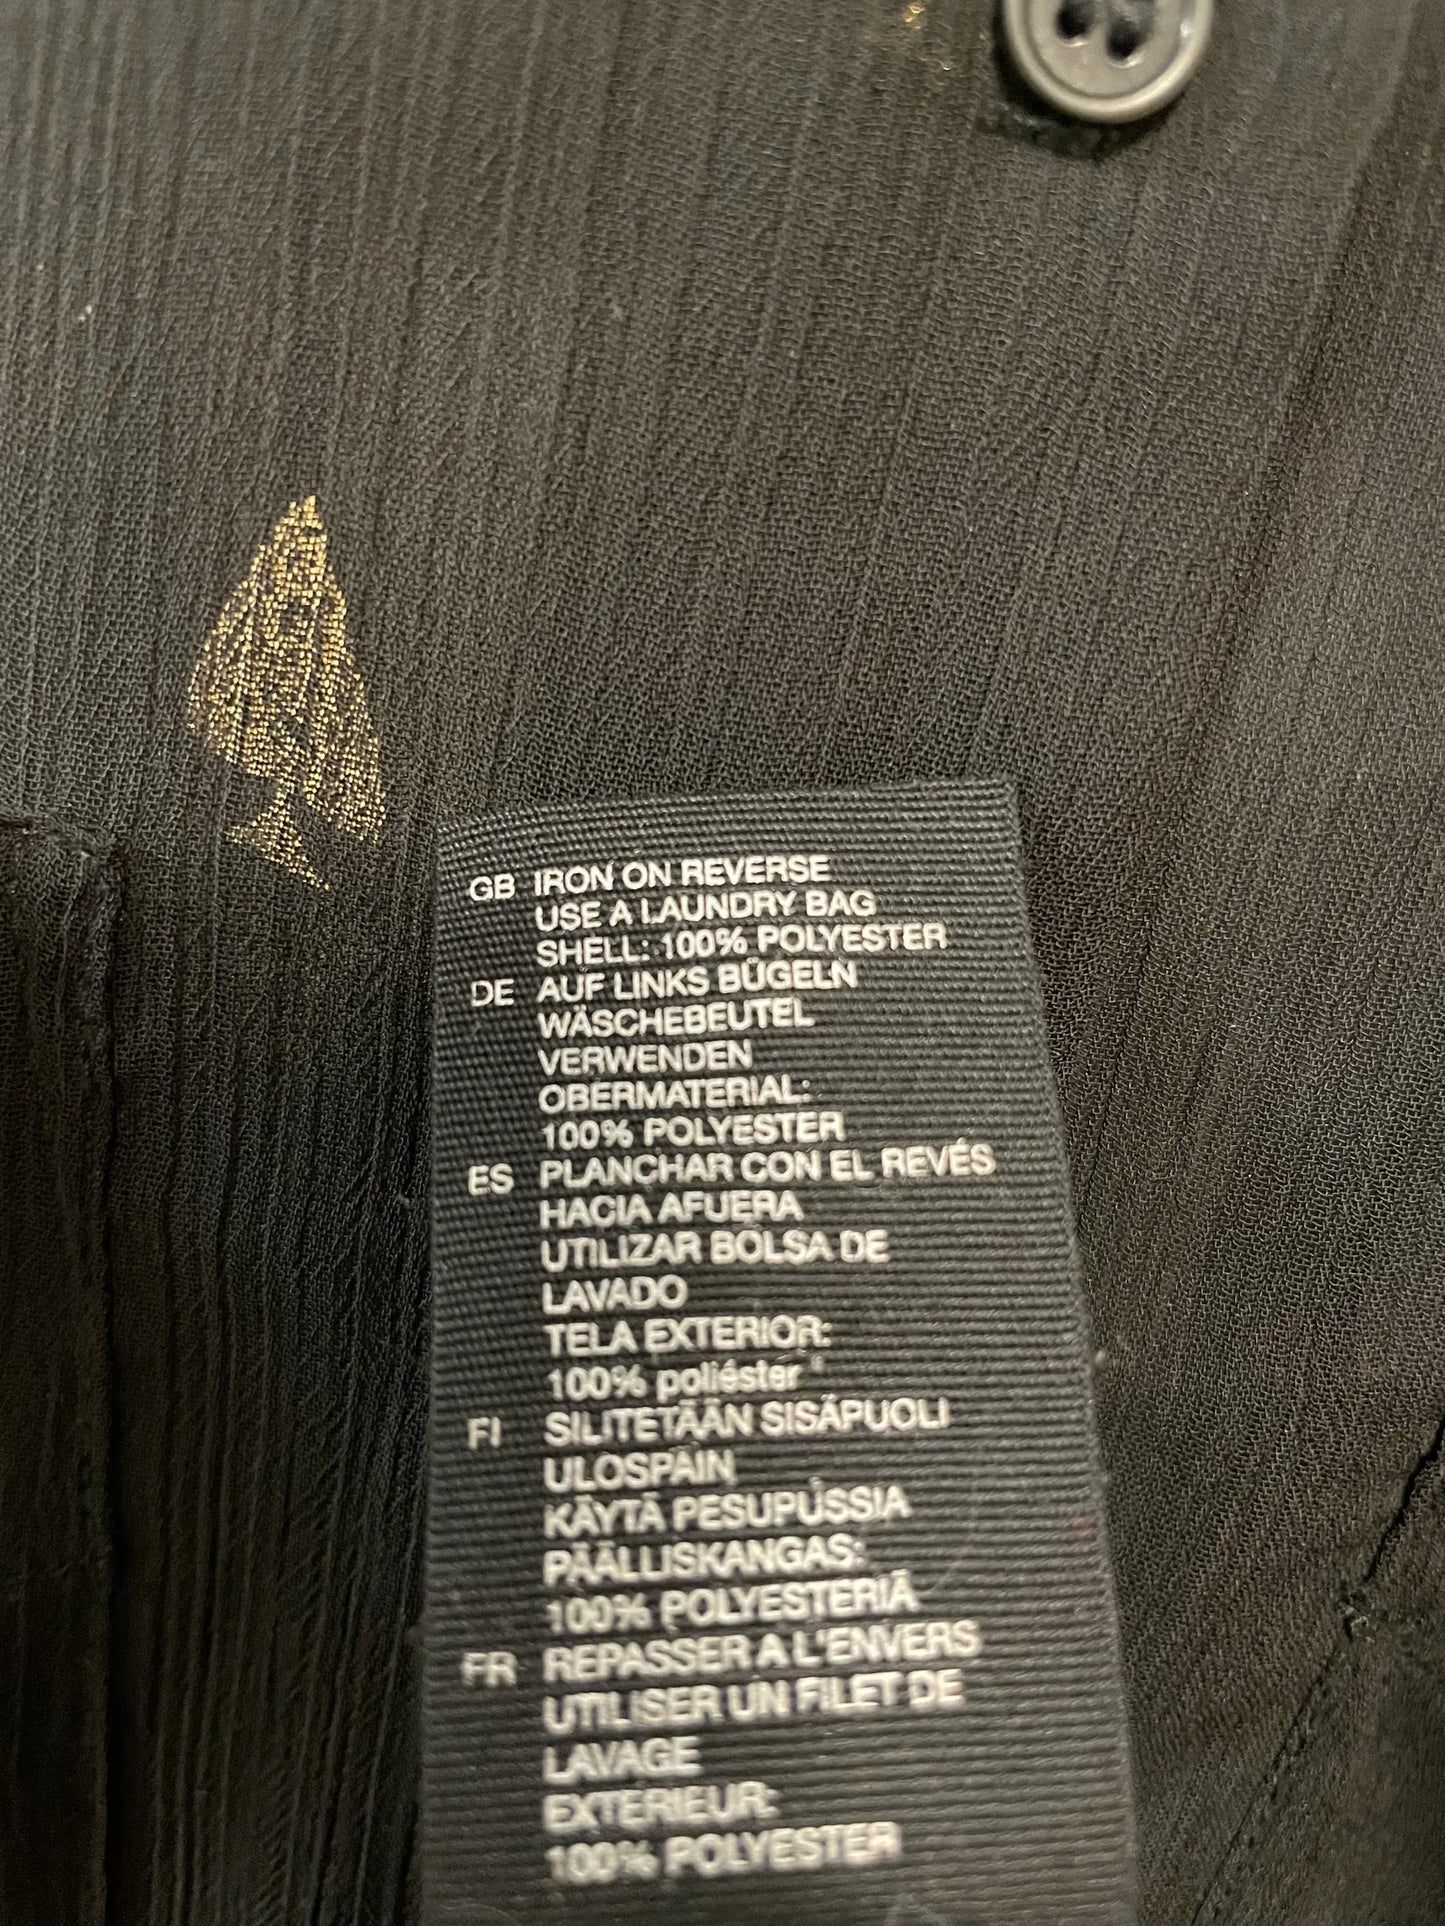 GB IRON ON REVERSE
USE A LAUNDRY BAG
SHELL: 100% POLYESTER
DE AUF LINKS BÜGELN
WÄSCHEBEUTEL
VERWENDEN
OBERMATERIAL:
100% POLYESTER
ES PLANCHAR CON EL REVÉS
HACIA AFUERA
UTILIZAR BOLSA DE
LAVADO
TELA EXTERIOR:
100% poliéster
FI SILITETÄÄN SISÄPUOLI
ULOSPÄIN
KÄYTÄ PESUPUSSIA
PÄÄLLISKANGAS:
100% POLYESTERIÄ
FR REPASSER A L'ENVERS
UTILISER UN FILET DE
LAVAGE
EXTERIEUR:
100% POLYESTER